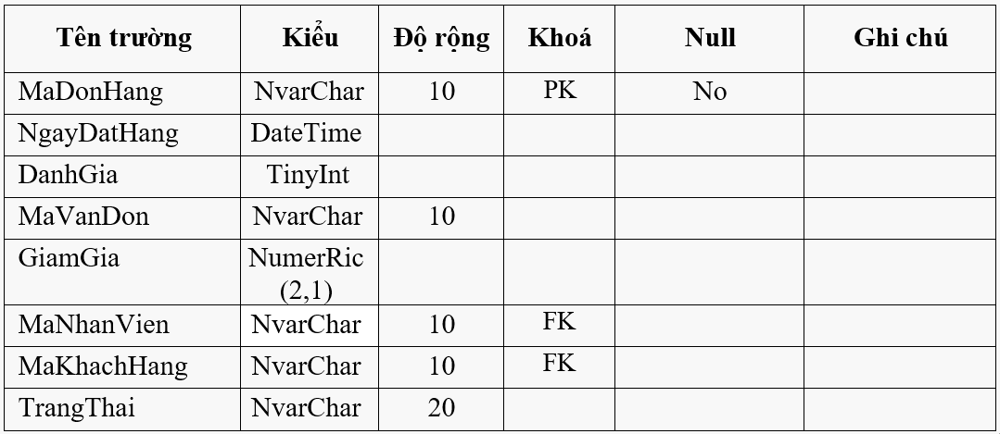 Tên trường Kiểu Độ rộng Khoá Null Ghi chú
MaDonHang NvarChar 10 PK No
NgayDatHang DateTime
DanhGia TinyInt
MaVanDon NvarChar 10
GiamGia NumerRic
(2,1)
MaNhanVien NvarChar 10 FK
MaKhachHang NvarChar 10 FK
TrangThai NvarChar 20